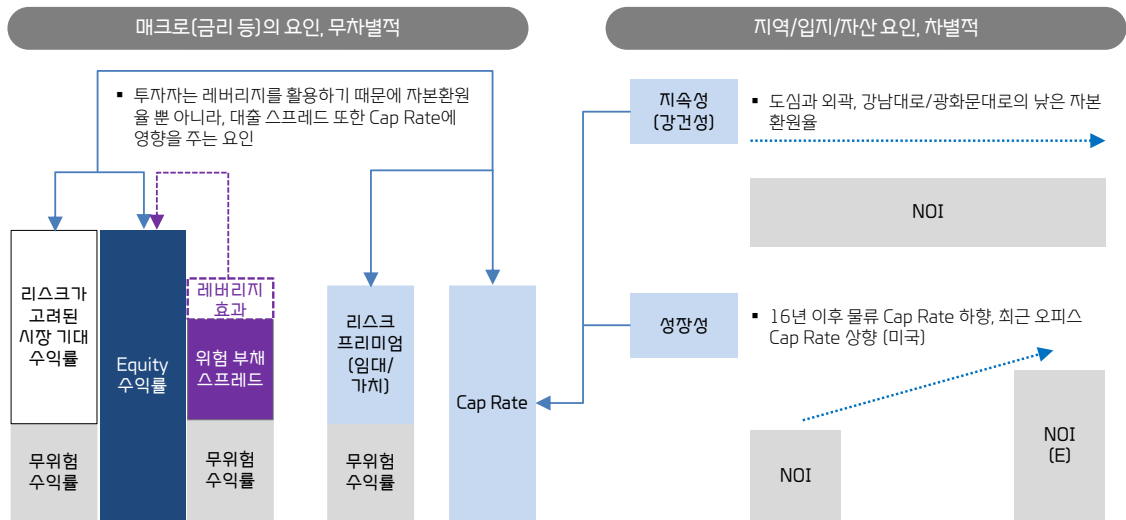 매크로(금리 등)의 요인, 무차별적
▪ 투자자는 레버리지를 활용하기 때문에 자본환원
율 뿐 아니라, 대출 스프레드 또한 Cap Rate에
영향을 주는 요인
리스크가
고려된
시장 기대
수익률
무위험
수익률
Equity
수익률
레버리지
효과
위험 부채
스프레드
무위험
수익률
리스크
프리미엄
(임대/
가치)
무위험
수익률
Cap Rate
지역/입지/자산 요인, 차별적
지속성
(강건성)
▪ 도심과 외곽, 강남대로/광화문대로의 낮은 자본
환원율
NOI
성장성
▪ 16년 이후 물류 Cap Rate 하향, 최근 오피스
Cap Rate 상향 (미국)
NOI
NOI
(E)